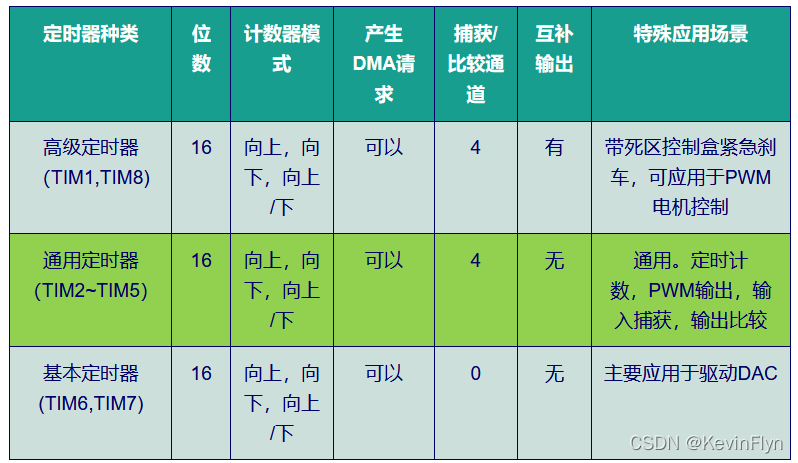 定时器种类
位
数
计数器模
式
产生
DMA请
求
捕获/
比较通
道
互补
输出
特殊应用场景
高级定时器
（TIM1,TIM8)
16
向上，向
下，向上
/下
可以
4
有
带死区控制盒紧急刹
车，可应用于PWM
电机控制
通用定时器
（TIM2~TIM5）
16
向上，向
下，向上
/下
可以
4
无
通用。定时计
数，PWM输出，输
入捕获，输出比较
基本定时器
(TIM6,TIM7)
16
向上，向
下，向上
/下
可以
0
无
主要应用于驱动DAC
CSDN @KevinFlyn